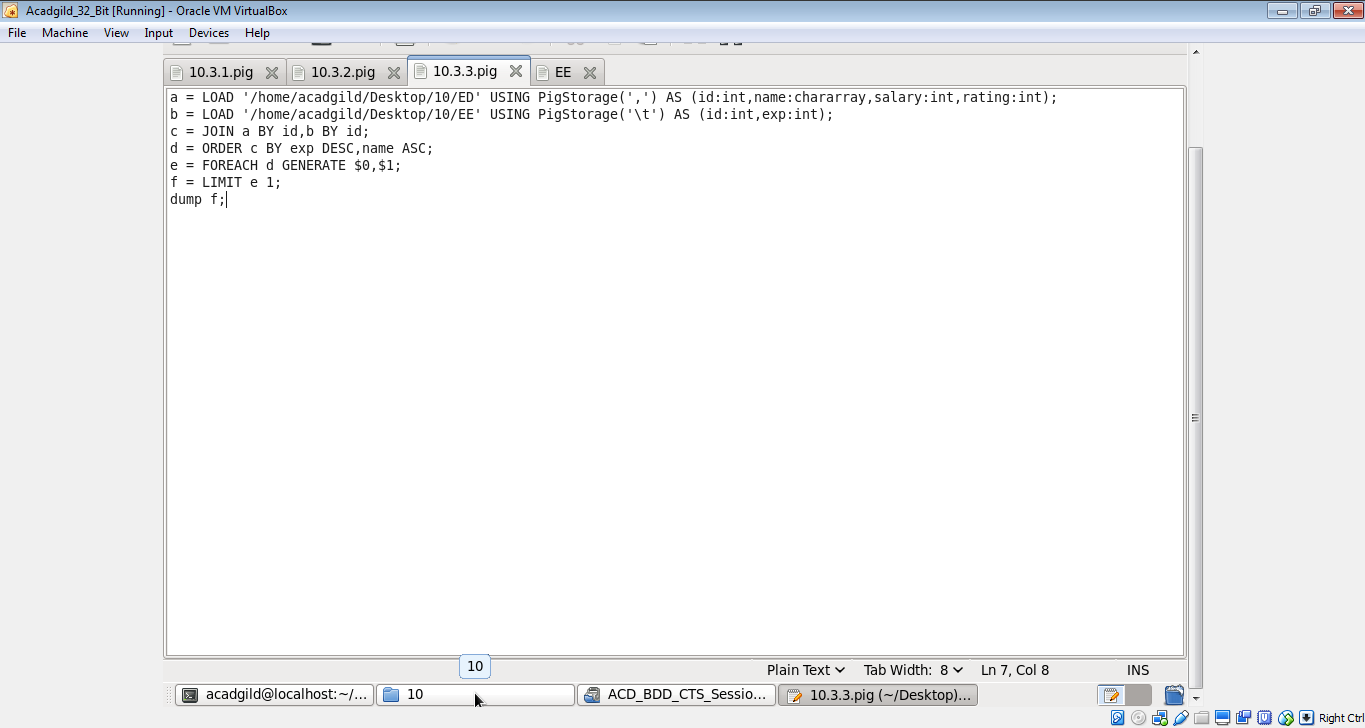 Acadgild_32_Bit [Running] - Oracle VM VirtualBox
File Machine View Input Devices Help
10.3.1.pig 10.3.2.pig 10.3.3.pig EE
a = LOAD '/home/acadgild/Desktop/10/ED' USING PigStorage(',') AS (id:int,name:chararray,salary:int,rating:int);
b = LOAD '/home/acadgild/Desktop/10/EE' USING PigStorage('\t') AS (id:int,exp:int);
c = JOIN a BY id,b BY id;
d = ORDER c BY exp DESC,name ASC;
e = FOREACH d GENERATE $0,$1;
f = LIMIT e 1;
dump f;
10
Plain Text Tab Width: 8 Ln 7, Col 8 INS
acadgild@localhost:~/... 10 ACD_BDD_CTS_Sessio... 10.3.3.pig (~/Desktop)...
Right Ctrl